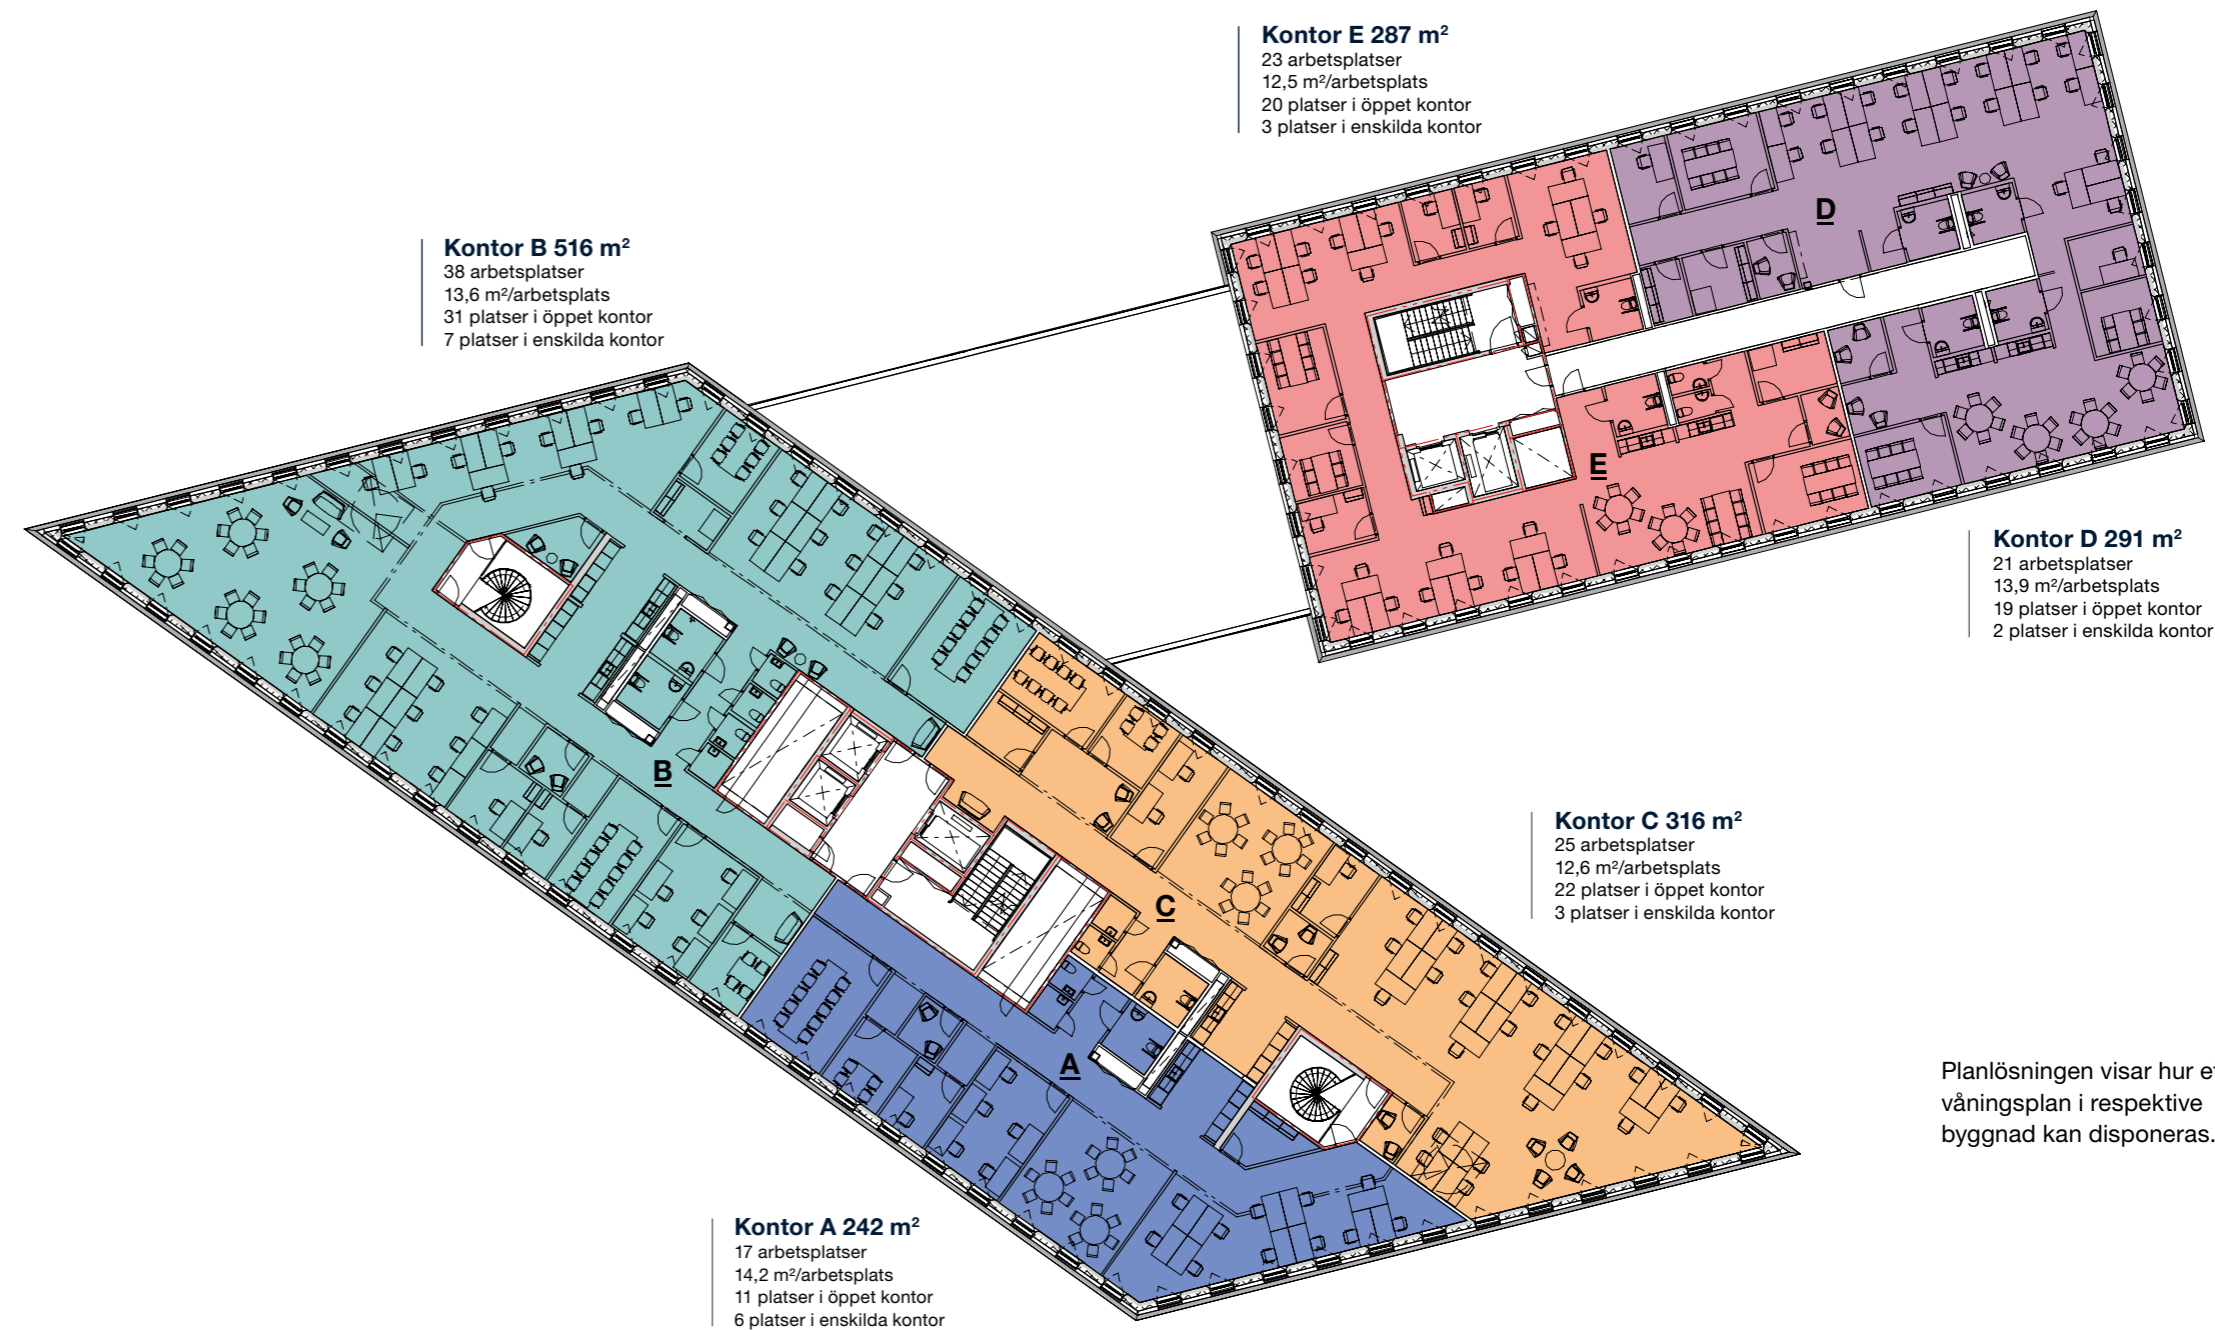 Kontor E 287 m²
23 arbetsplatser
12,5 m²/arbetsplats
20 platser i öppet kontor
3 platser i enskilda kontor
Kontor B 516 m²
38 arbetsplatser
13,6 m²/arbetsplats
31 platser i öppet kontor
7 platser i enskilda kontor
D
E
Kontor D 291 m²
21 arbetsplatser
13,9 m²/arbetsplats
19 platser i öppet kontor
2 platser i enskilda kontor
B
Kontor C 316 m²
25 arbetsplatser
12,6 m²/arbetsplats
22 platser i öppet kontor
3 platser i enskilda kontor
C
A
Planlösningen visar hur
våningsplan i respektive
byggnad kan disponeras.
Kontor A 242 m²
17 arbetsplatser
14,2 m²/arbetsplats
11 platser i öppet kontor
6 platser i enskilda kontor